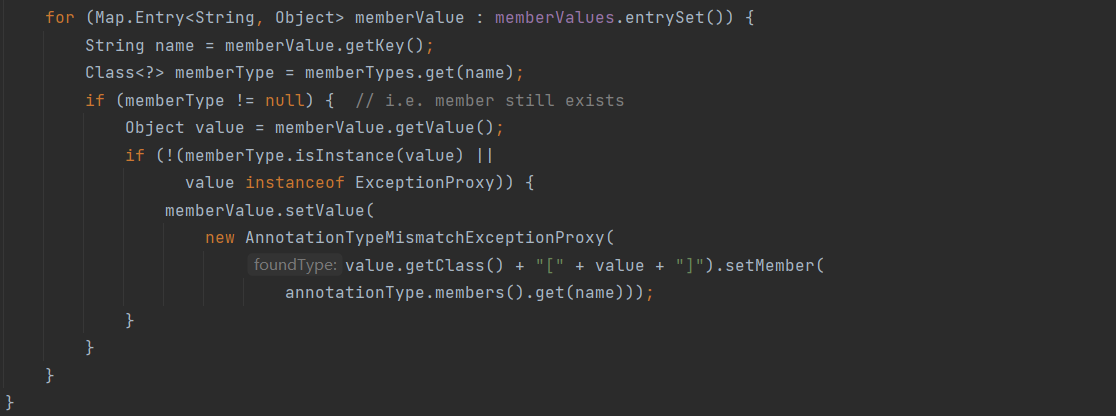 for (Map.Entry<String, Object> memberValue : memberValues.entrySet()) {
String name = memberValue.getKey();
Class<?> memberType = memberTypes.get(name);
if (memberType != null) {  // i.e. member still exists
Object value = memberValue.getValue();
if (!(memberType.isInstance(value) ||
value instanceof ExceptionProxy)) {
memberValue.setValue(
new AnnotationTypeMismatchExceptionProxy(
foundType: value.getClass() + "[" + value + "]").setMember(
annotationType.members().get(name)));
}
}
}
}